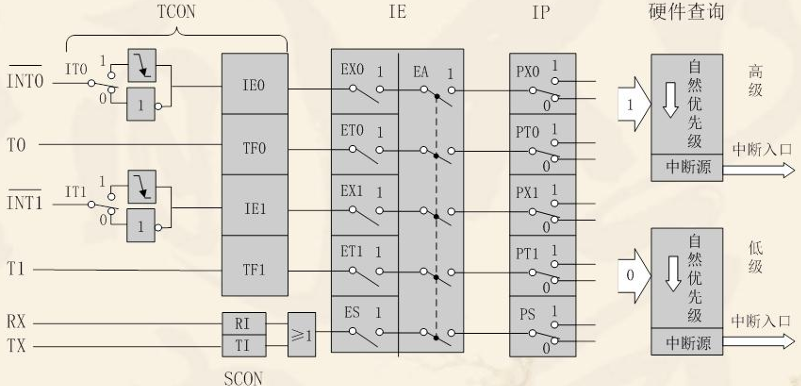 TCON IE IP 硬件查询
INT0 IT0 1 0 1 IE0 EX0 1 EA 1 PX0 1 0 1 自然优先级 高级
T0 TF0 ET0 1 PT0 1 0 中断源 中断入口
INT1 IT1 1 0 1 IE1 EX1 1 PX1 1 0
T1 TF1 ET1 1 PT1 1 0 0 自然优先级 低级
RX RI ≥1 ES 1 PS 1 0 中断源 中断入口
TX TI
SCON